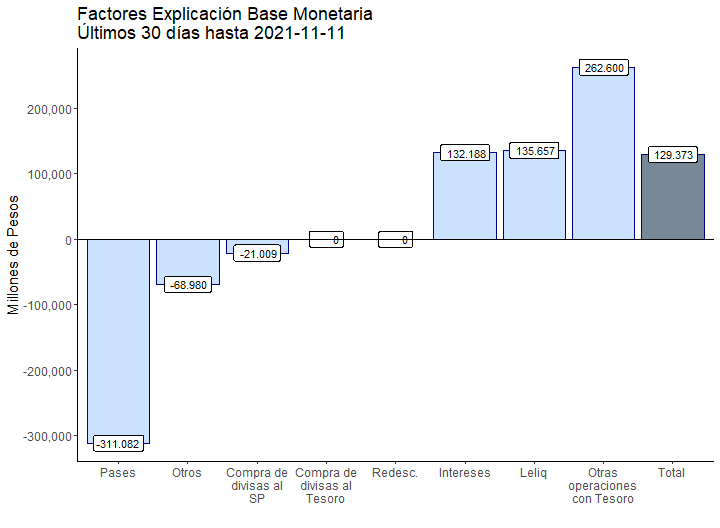 Factores Explicación Base Monetaria
Últimos 30 días hasta 2021-11-11
Millones de Pesos
200,000
100,000
0
-100,000
-200,000
-300,000
-311.082
-68.980
-21.009
0
0
132.188
135.657
262.600
129.373
Pases
Otros
Compra de
divisas al
SP
Compra de
divisas al
Tesoro
Redesc.
Intereses
Leliq
Otras
operaciones
con Tesoro
Total